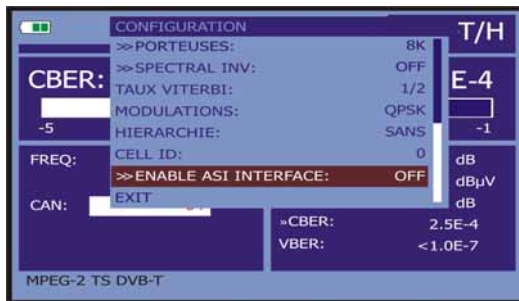 CONFIGURATION
T/H
>>PORTEUSES: 8K
>>SPECTRAL INV: OFF
CBER: E-4
TAUX VITERBI: 1/2
MODULATIONS: QPSK
-5 -1
HIERARCHIE: SANS
FREQ: dB
CELL ID: 0
>>ENABLE ASI INTERFACE: OFF
dBµV
CAN: dB
EXIT
»CBER: 2.5E-4
VBER: <1.0E-7
MPEG-2 TS DVB-T